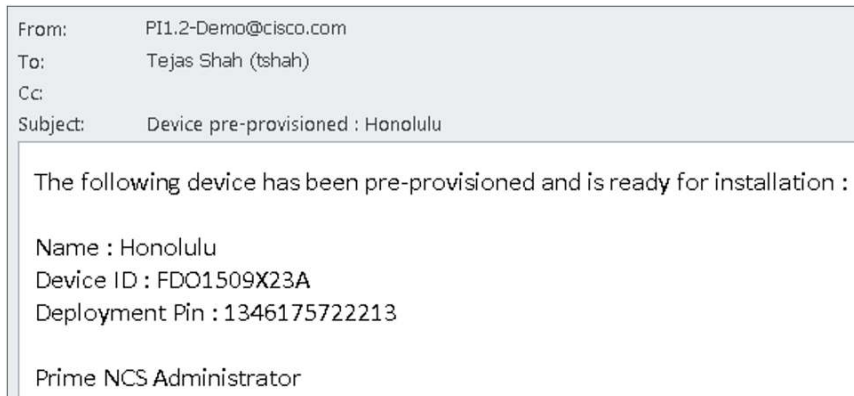 From: PI1.2-Demo@cisco.com
To: Tejas Shah (tshah)
Cc:
Subject: Device pre-provisioned : Honolulu
The following device has been pre-provisioned and is ready for installation :
Name : Honolulu
Device ID : FDO1509X23A
Deployment Pin : 1346175722213
Prime NCS Administrator